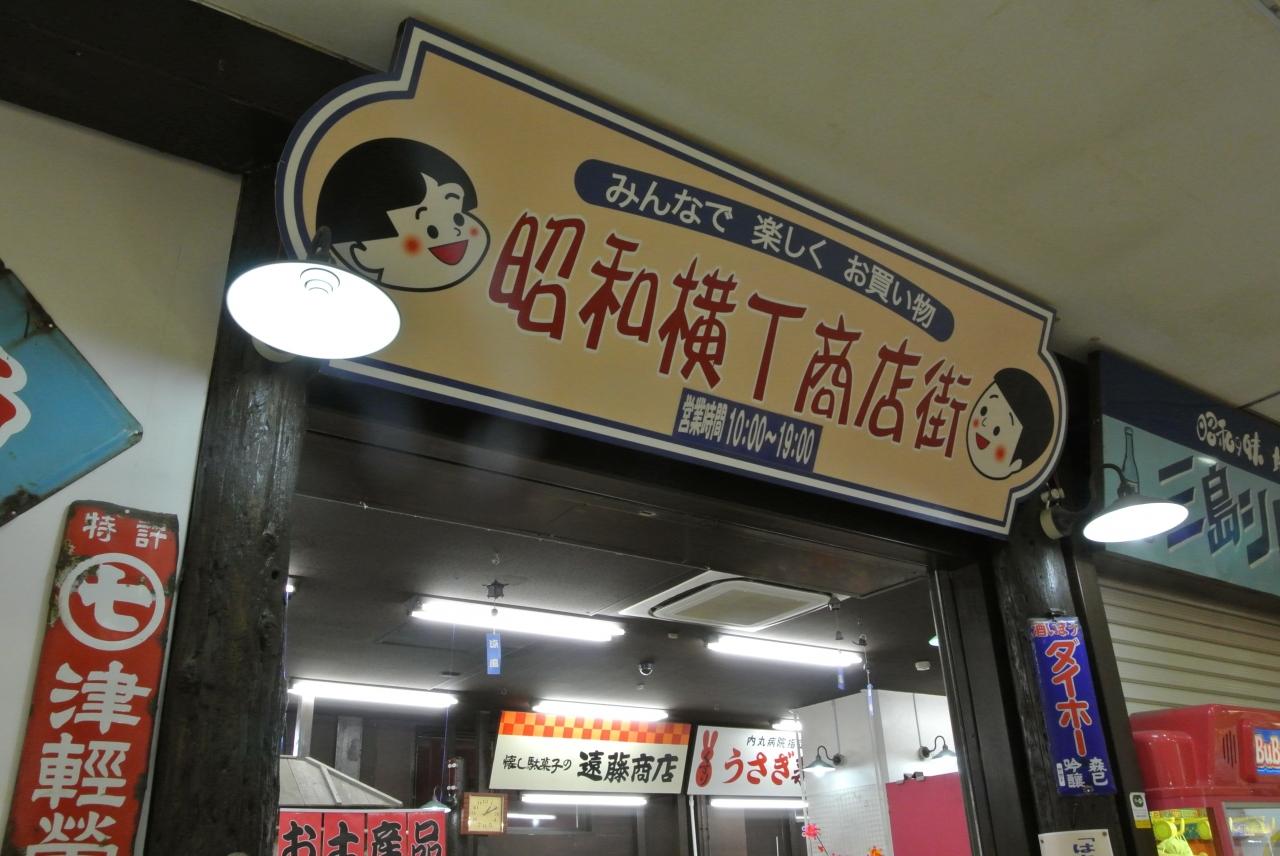 みんなで 楽しく お買い物
昭和横丁商店街
営業時間 10:00~19:00
特許
七
津
輕
昭和の味
三島シ
ダイホー
吟醸
懐し駄菓子の 遠藤商店
内丸病院
うさぎ
お土産品